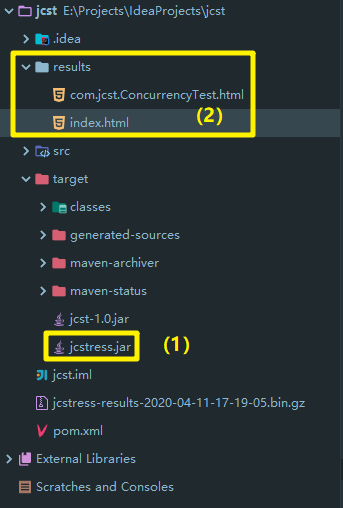 jcst E:\Projects\IdeaProjects\jcst
.idea
results
com.jcst.ConcurrencyTest.html
index.html
(2)
src
target
classes
generated-sources
maven-archiver
maven-status
jcst-1.0.jar
jcstress.jar
(1)
jcst.iml
jcstress-results-2020-04-11-17-19-05.bin.gz
pom.xml
External Libraries
Scratches and Consoles